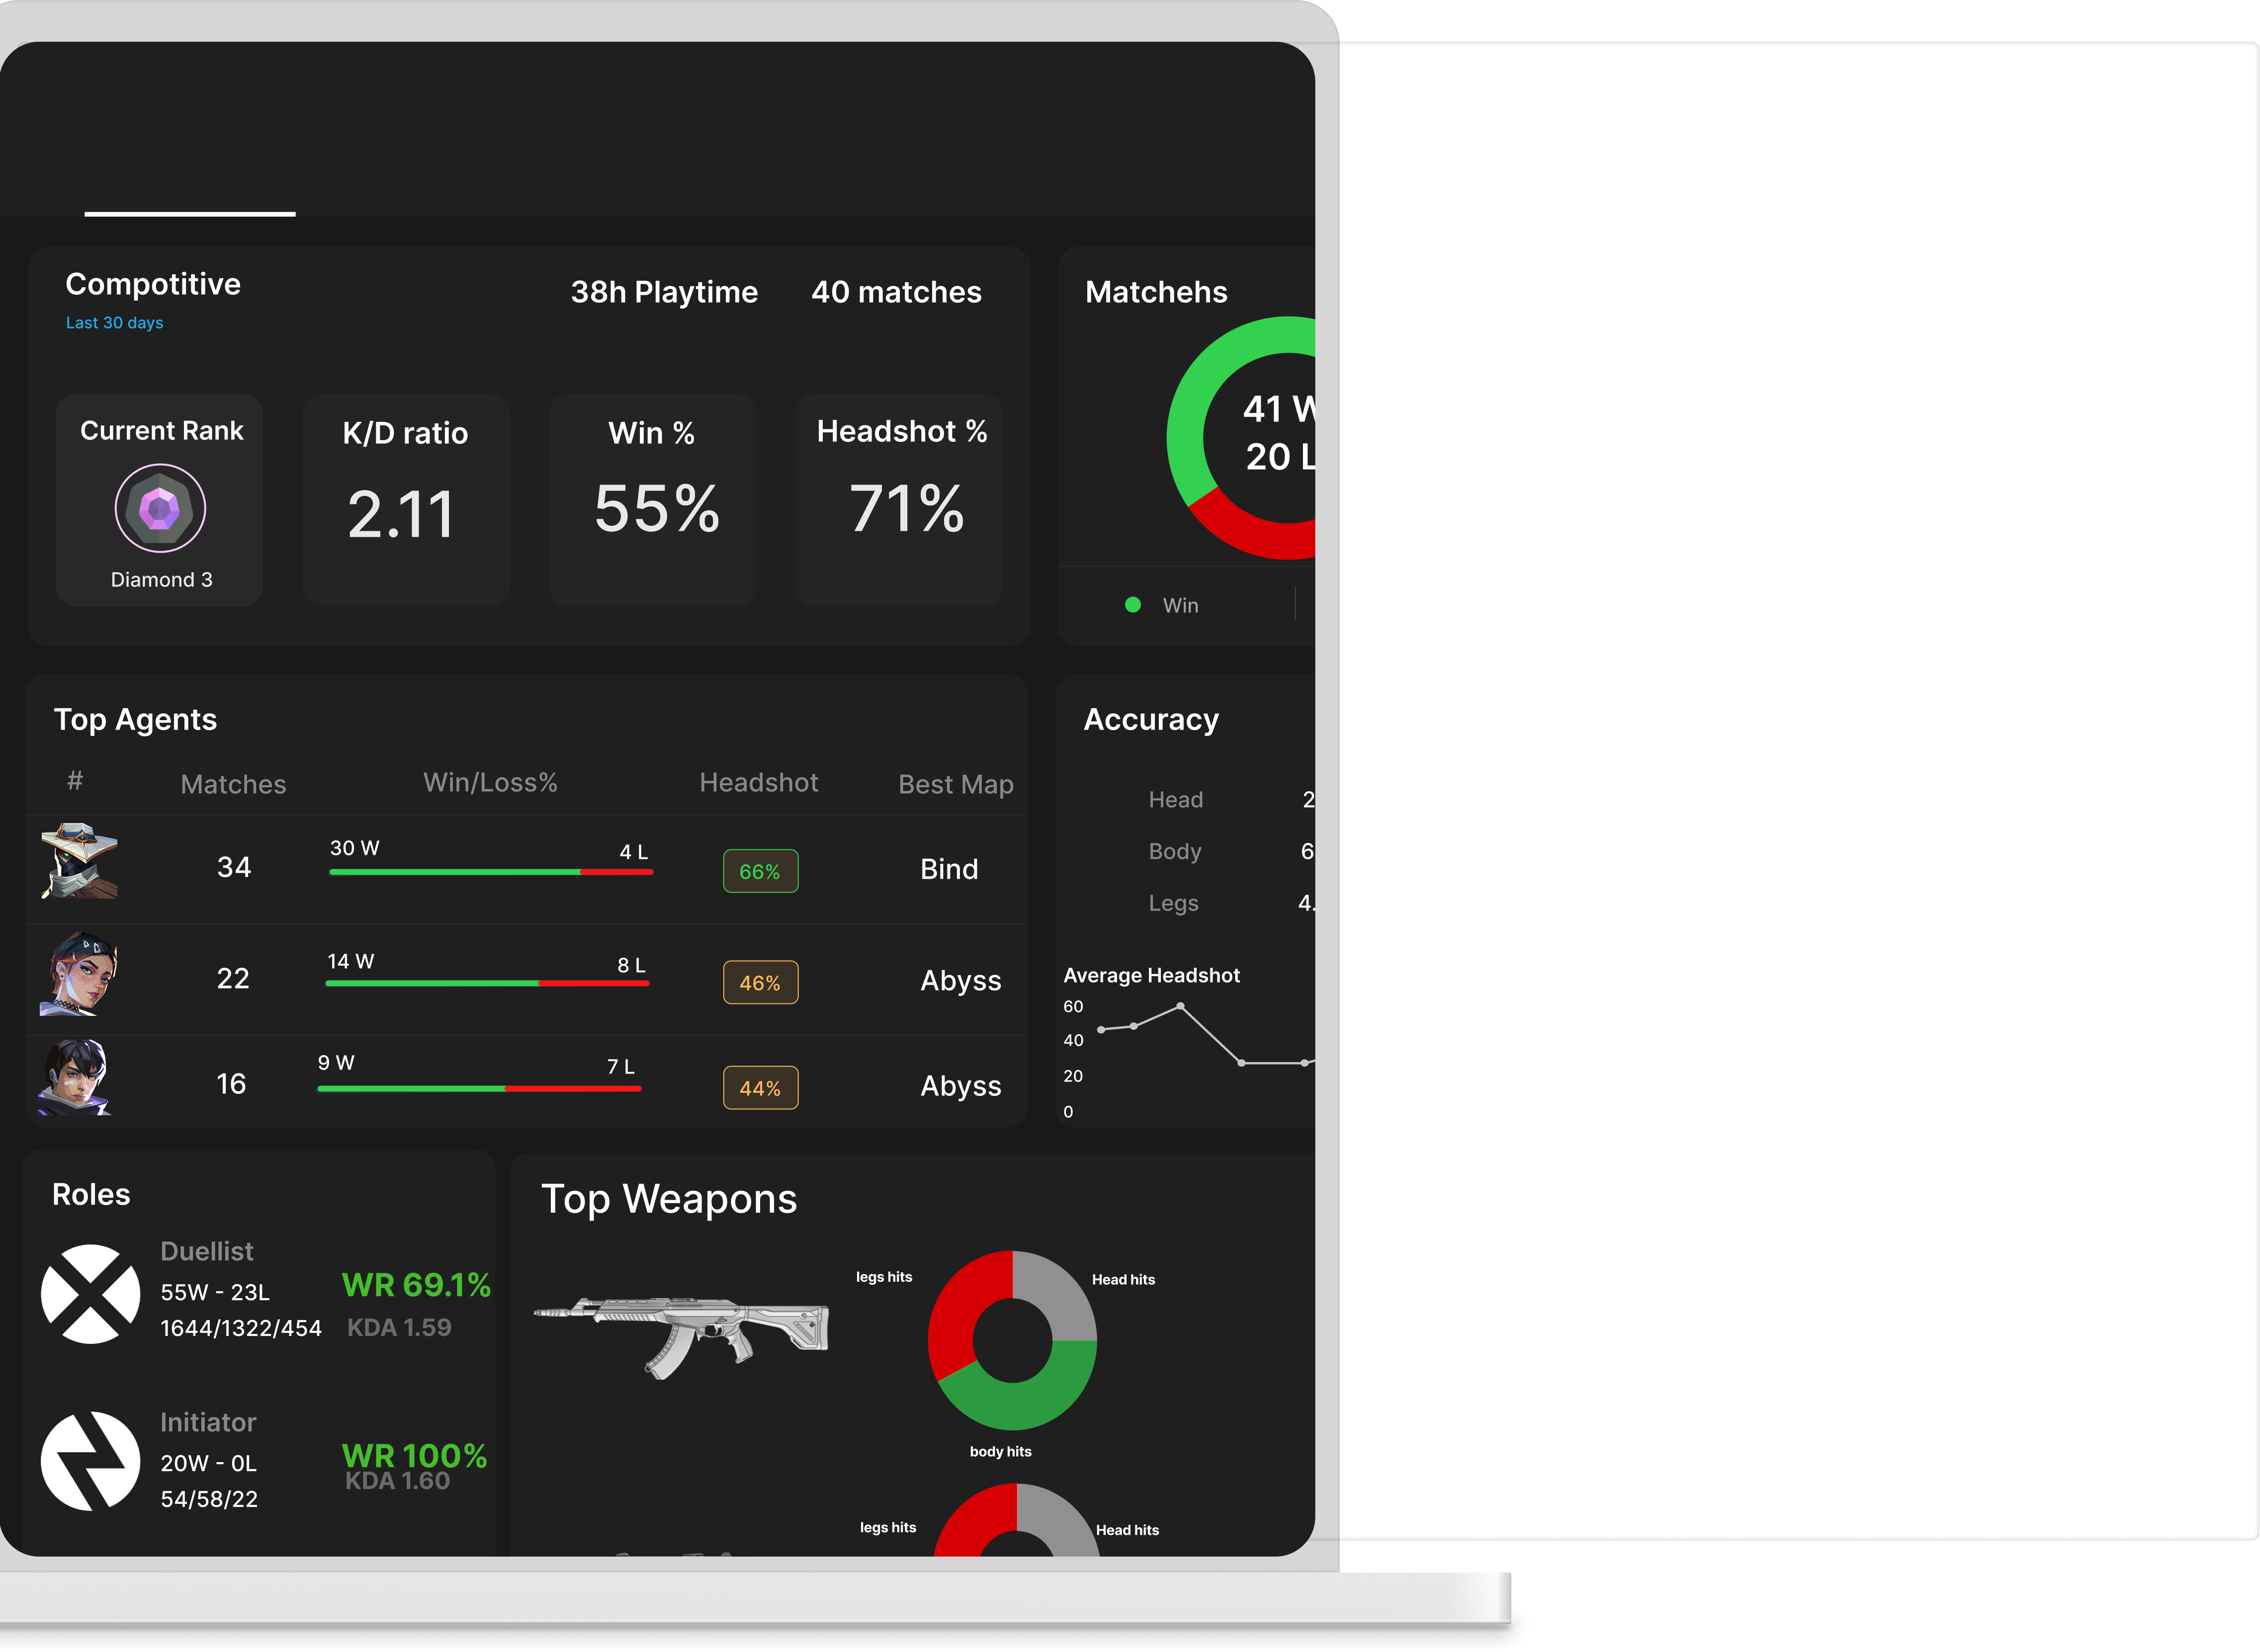 Compotitive
Last 30 days
38h Playtime
40 matches
Current Rank
Diamond 3
K/D ratio
2.11
Win %
55%
Headshot %
71%
Matchehs
41 W
20 L
Win
Top Agents
# Matches Win/Loss% Headshot Best Map
34 30 W 4 L 66% Bind
22 14 W 8 L 46% Abyss
16 9 W 7 L 44% Abyss
Accuracy
Head 2
Body 6
Legs 4.
Average Headshot
60
40
20
0
Roles
Duellist
55W - 23L
1644/1322/454
WR 69.1%
KDA 1.59
Initiator
20W - 0L
54/58/22
WR 100%
KDA 1.60
Top Weapons
legs hits
Head hits
body hits
legs hits
Head hits